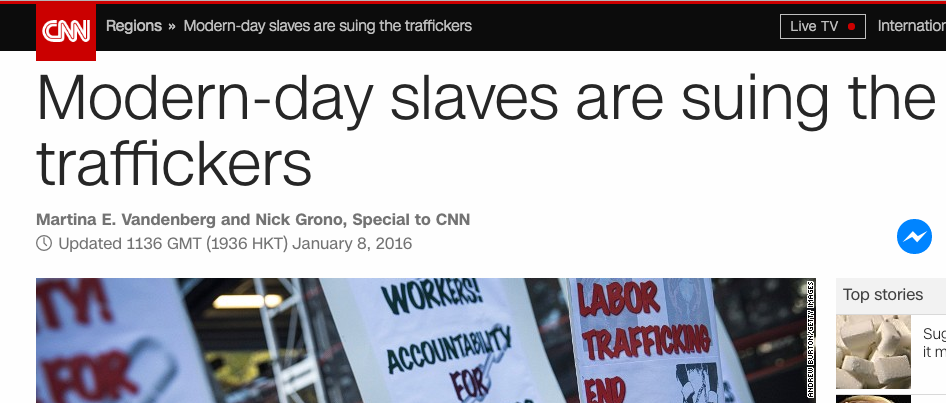 CNN Regions » Modern-day slaves are suing the traffickers Live TV
Modern-day slaves are suing the
traffickers
Martina E. Vandenberg and Nick Grono, Special to CNN
Updated 1136 GMT (1936 HKT) January 8, 2016
TY!
FOR
WORKERS!
ACCOUNTABILITY
FOR
LABOR
TRAFFICKING
END
ANDREW BURTON/GETTY IMAGES
Top stories
it m